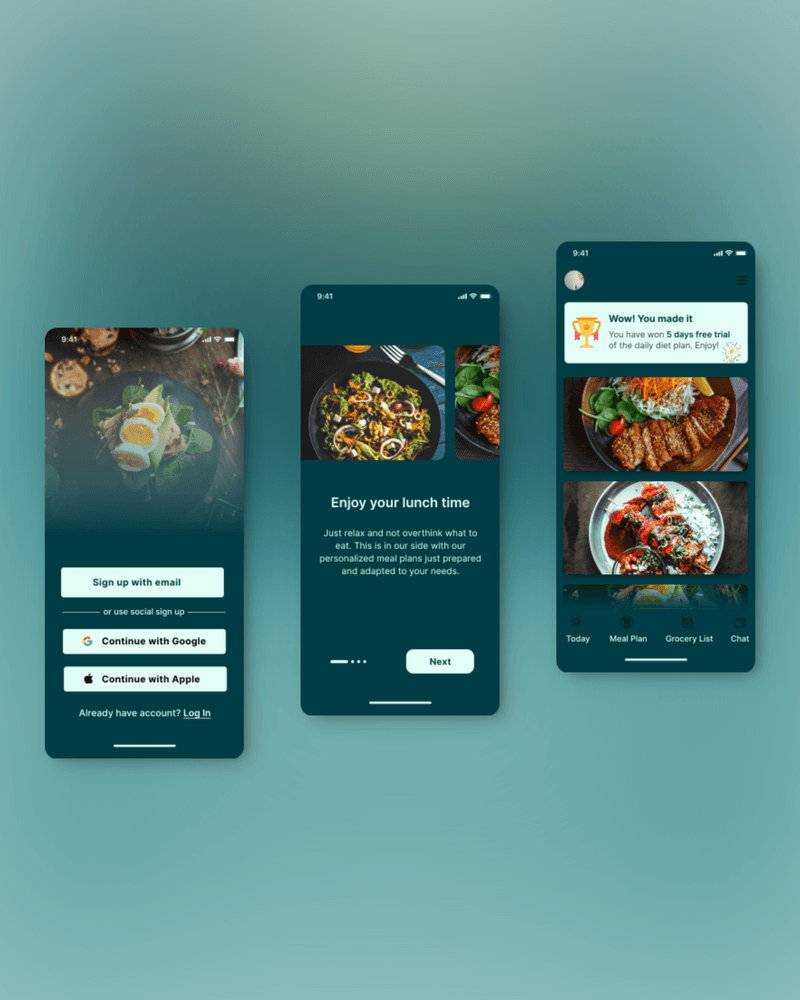 9:41
Sign up with email
or use social sign up
Continue with Google
Continue with Apple
Already have account? Log In
9:41
Enjoy your lunch time
Just relax and not overthink what to
eat. This is in our side with our
personalized meal plans just prepared
and adapted to your needs.
Next
9:41
Wow! You made it
You have won 5 days free trial
of the daily diet plan. Enjoy!
Today
Meal Plan
Grocery List
Chat